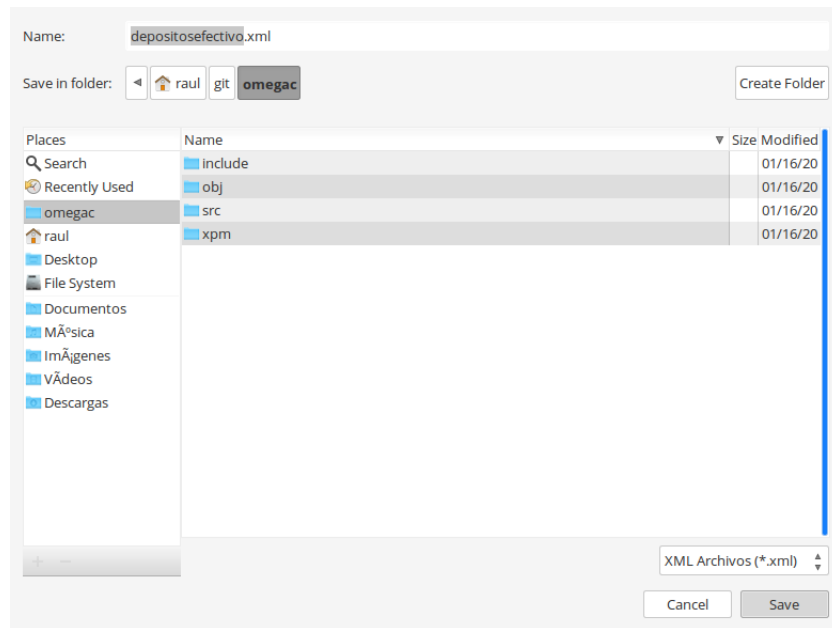 Name: depositosefectivo.xml
Save in folder: raul git omegac Create Folder
Places
Search
Recently Used
omegac
raul
Desktop
File System
Documentos
MÃºsica
ImÃ¡genes
VÃdeos
Descargas
Name Size Modified
include 01/16/20
obj 01/16/20
src 01/16/20
xpm 01/16/20
XML Archivos (*.xml)
Cancel Save